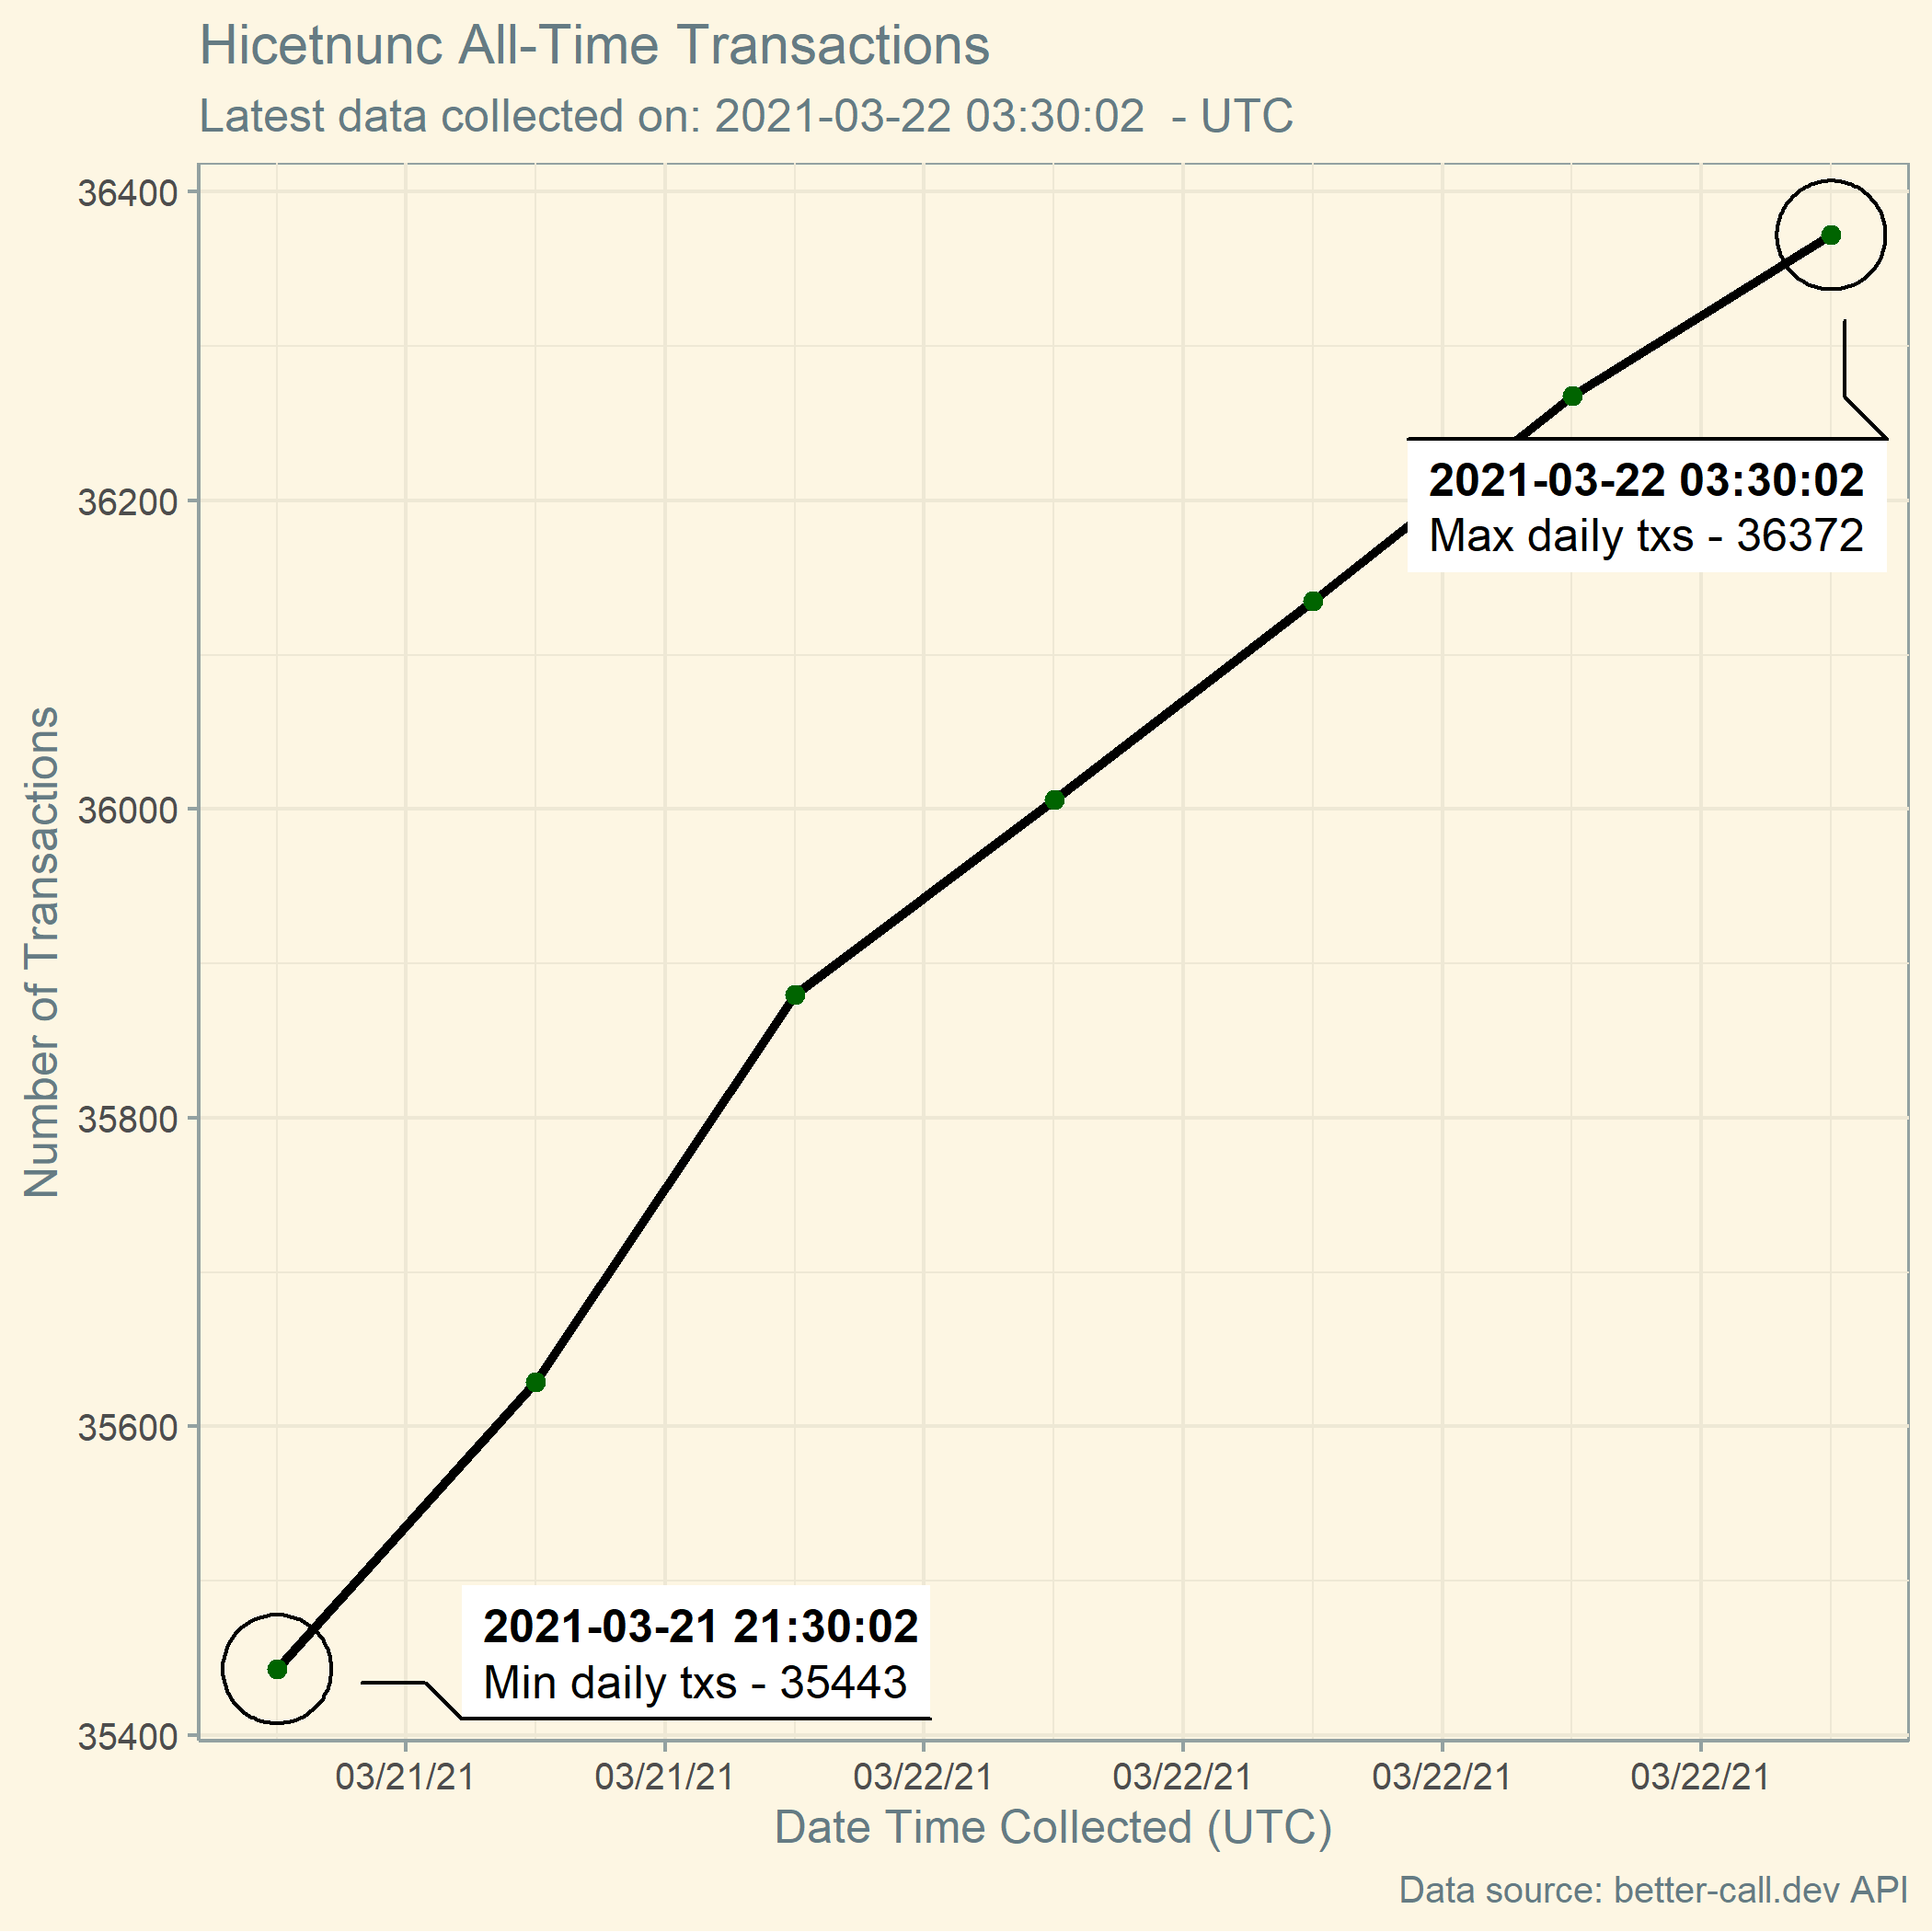 Hicetnunc All-Time Transactions
Latest data collected on: 2021-03-22 03:30:02  - UTC
Number of Transactions
36400
36200
36000
35800
35600
35400
2021-03-22 03:30:02
Max daily txs - 36372
2021-03-21 21:30:02
Min daily txs - 35443
03/21/21 03/21/21 03/22/21 03/22/21 03/22/21 03/22/21
Date Time Collected (UTC)
Data source: better-call.dev API